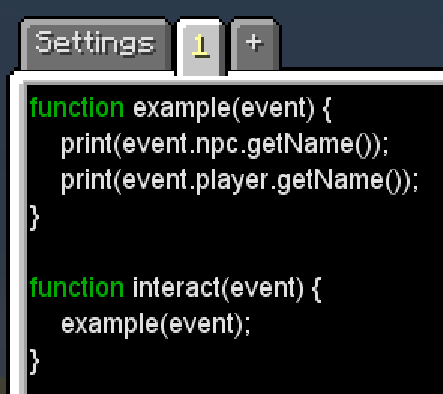 Settings 1 +
function example(event) {
    print(event.npc.getName());
    print(event.player.getName());
}

function interact(event) {
    example(event);
}